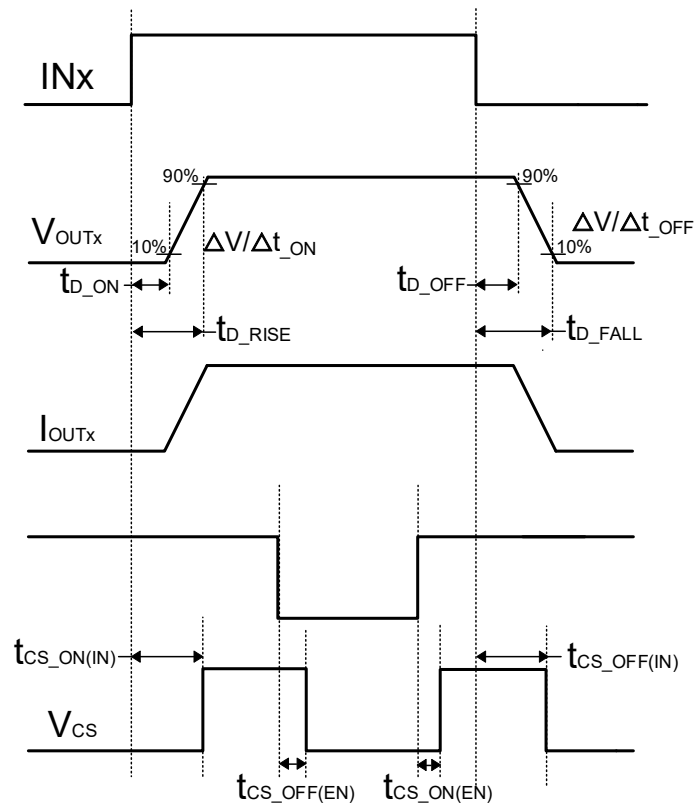 INx
90%
90%
VOUTx
ΔV/Δt_ON
ΔV/Δt_OFF
10%
10%
tD_ON
tD_OFF
tD_RISE
tD_FALL
IOUTx
tCS_ON(IN)
tCS_OFF(IN)
VCS
tCS_OFF(EN)
tCS_ON(EN)